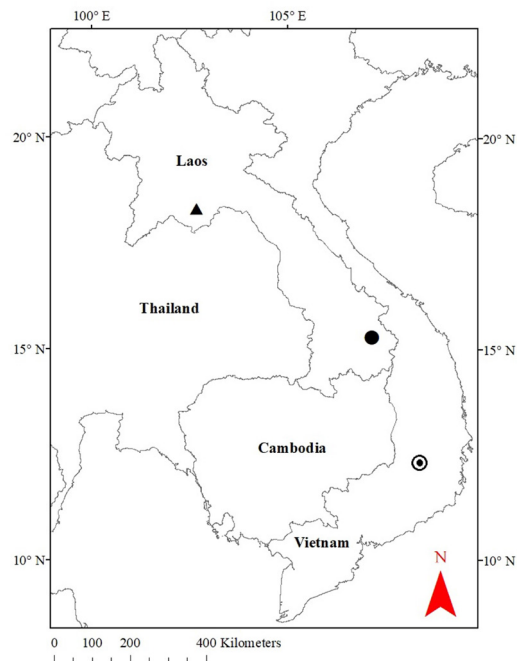 100° E 105° E
20° N 20° N
Laos
Thailand
15° N 15° N
Cambodia
Vietnam
10° N 10° N
N
0 100 200 400 Kilometers